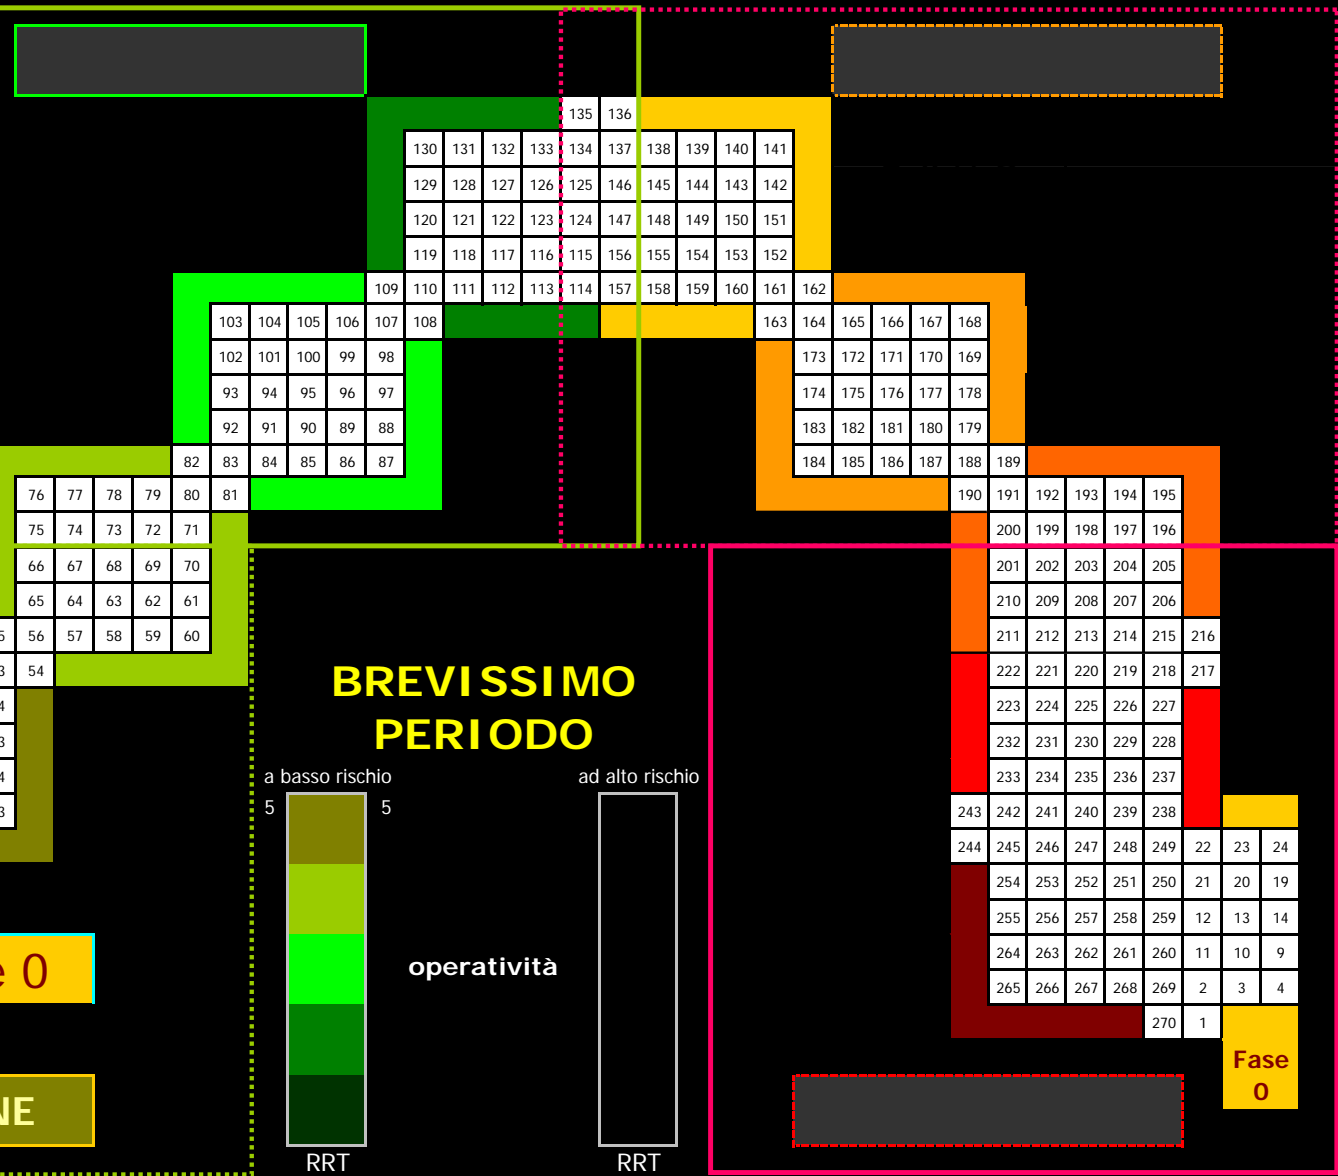 135 136
130 131 132 133 134 137 138 139 140 141
129 128 127 126 125 146 145 144 143 142
120 121 122 123 124 147 148 149 150 151
119 118 117 116 115 156 155 154 153 152
109 110 111 112 113 114 157 158 159 160 161 162
103 104 105 106 107 108 163 164 165 166 167 168
102 101 100 99 98 173 172 171 170 169
93 94 95 96 97 174 175 176 177 178
92 91 90 89 88 183 182 181 180 179
82 83 84 85 86 87 184 185 186 187 188 189
76 77 78 79 80 81 190 191 192 193 194 195
75 74 73 72 71 200 199 198 197 196
66 67 68 69 70 201 202 203 204 205
65 64 63 62 61 210 209 208 207 206
5 56 57 58 59 60 211 212 213 214 215 216
3 54 222 221 220 219 218 217
4 223 224 225 226 227
3 232 231 230 229 228
4 233 234 235 236 237
3 243 242 241 240 239 238
244 245 246 247 248 249 22 23 24
254 253 252 251 250 21 20 19
255 256 257 258 259 12 13 14
264 263 262 261 260 11 10 9
265 266 267 268 269 2 3 4
270 1
Fase
0
BREVISSIMO
PERIODO
a basso rischio ad alto rischio
5 5
operatività
RRT RRT
e 0
NE